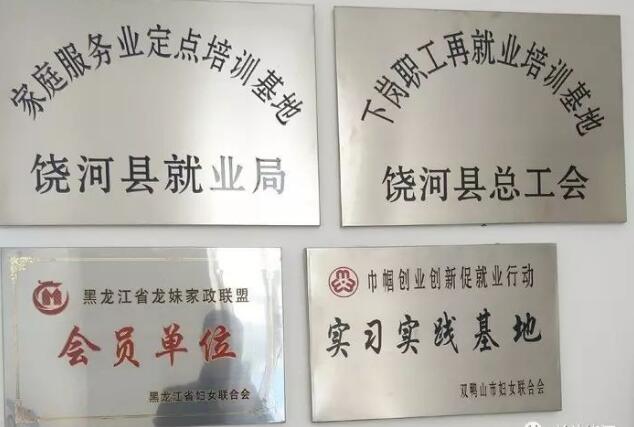 家庭服务业定点培训基地
饶河县就业局
下岗职工再就业培训基地
饶河县总工会
黑龙江省龙妹家政联盟
会员单位
黑龙江省妇女联合会
巾帼创业创新促就业行动
实习实践基地
双鸭山市妇女联合会